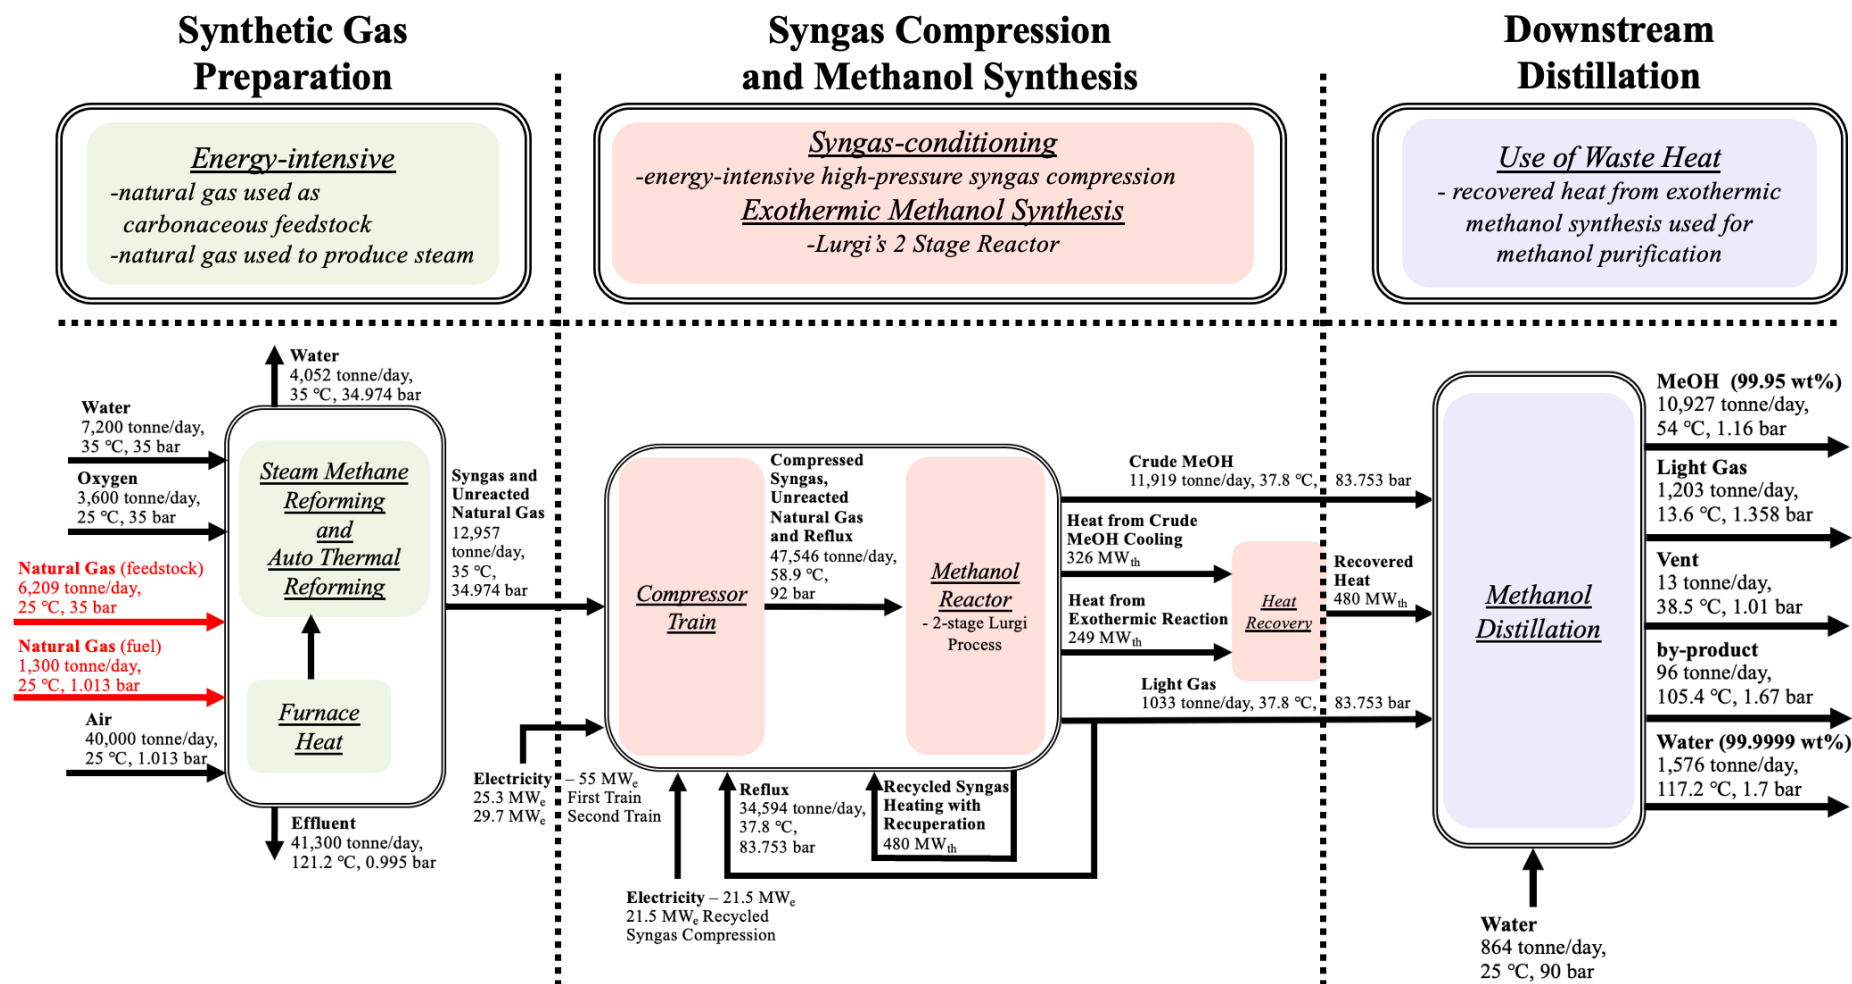 Synthetic Gas
Preparation
Syngas Compression
and Methanol Synthesis
Downstream
Distillation
Energy-intensive
-natural gas used as
carbonaceous feedstock
-natural gas used to produce steam
Syngas-conditioning
-energy-intensive high-pressure syngas compression
Exothermic Methanol Synthesis
-Lurgi's 2 Stage Reactor
Use of Waste Heat
- recovered heat from exothermic
methanol synthesis used for
methanol purification
Water
4,052 tonne/day,
35 ℃, 34.974 bar
Water
7,200 tonne/day,
35 ℃, 35 bar
Oxygen
3,600 tonne/day,
25 ℃, 35 bar
Natural Gas (feedstock)
6,209 tonne/day,
25 ℃, 35 bar
Natural Gas (fuel)
1,300 tonne/day,
25 ℃, 1.013 bar
Air
40,000 tonne/day,
25 ℃, 1.013 bar
Steam Methane
Reforming
and
Auto Thermal
Reforming
Furnace
Heat
Effluent
41,300 tonne/day,
121.2 ℃, 0.995 bar
Syngas and
Unreacted
Natural Gas
12,957
tonne/day,
35 ℃,
34.974 bar
Electricity – 55 MWe
25.3 MWe First Train
29.7 MWe Second Train
Compressor
Train
Compressed
Syngas,
Unreacted
Natural Gas
and Reflux
47,546 tonne/day,
58.9 ℃,
92 bar
Methanol
Reactor
- 2-stage Lurgi
Process
Electricity – 21.5 MWe
21.5 MWe Recycled
Syngas Compression
Reflux
34,594 tonne/day,
37.8 ℃,
83.753 bar
Recycled Syngas
Heating with
Recuperation
480 MWth
Crude MeOH
11,919 tonne/day, 37.8 ℃, 83.753 bar
Heat from Crude
MeOH Cooling
326 MWth
Heat from
Exothermic Reaction
249 MWth
Light Gas
1033 tonne/day, 37.8 ℃, 83.753 bar
Heat
Recovery
Recovered
Heat
480 MWth
Methanol
Distillation
Water
864 tonne/day,
25 ℃, 90 bar
MeOH (99.95 wt%)
10,927 tonne/day,
54 ℃, 1.16 bar
Light Gas
1,203 tonne/day,
13.6 ℃, 1.358 bar
Vent
13 tonne/day,
38.5 ℃, 1.01 bar
by-product
96 tonne/day,
105.4 ℃, 1.67 bar
Water (99.9999 wt%)
1,576 tonne/day,
117.2 ℃, 1.7 bar